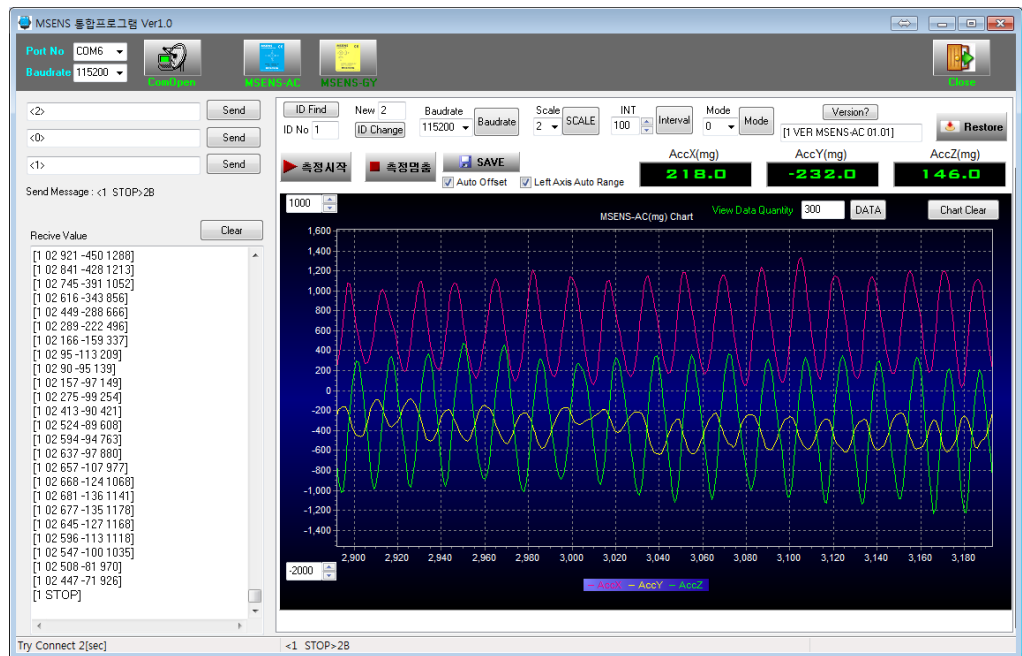 MSENS 통합프로그램 Ver1.0
Port No COM6
Baudrate 115200
ComOpen
MSENS-AC
MSENS-GY
Close
<2> Send
<0> Send
<1> Send
Send Message : <1 STOP>2B
Recive Value Clear
[1 02 921 -450 1288]
[1 02 841 -428 1213]
[1 02 745 -391 1052]
[1 02 616 -343 856]
[1 02 449 -288 666]
[1 02 289 -222 496]
[1 02 166 -159 337]
[1 02 95 -113 209]
[1 02 90 -95 139]
[1 02 157 -97 149]
[1 02 275 -99 254]
[1 02 413 -90 421]
[1 02 524 -89 608]
[1 02 594 -94 763]
[1 02 637 -97 880]
[1 02 657 -107 977]
[1 02 668 -124 1068]
[1 02 681 -136 1141]
[1 02 677 -135 1178]
[1 02 645 -127 1168]
[1 02 596 -113 1118]
[1 02 547 -100 1035]
[1 02 508 -81 970]
[1 02 447 -71 926]
[1 STOP]
ID Find New 2
ID No 1 ID Change
Baudrate
115200 Baudrate
Scale
2 SCALE
INT
100 Interval
Mode
0 Mode
Version?
[1 VER MSENS-AC 01.01]
Restore
측정시작 측정멈춤 SAVE
Auto Offset Left Axis Auto Range
AccX(mg) AccY(mg) AccZ(mg)
218.0 -232.0 146.0
1000
MSENS-AC(mg) Chart
View Data Quantity 300 DATA Chart Clear
1,600
1,400
1,200
1,000
800
600
400
200
0
-200
-400
-600
-800
-1,000
-1,200
-1,400
2,900 2,920 2,940 2,960 2,980 3,000 3,020 3,040 3,060 3,080 3,100 3,120 3,140 3,160 3,180
-2000
AccX AccY AccZ
Try Connect 2[sec] <1 STOP>2B